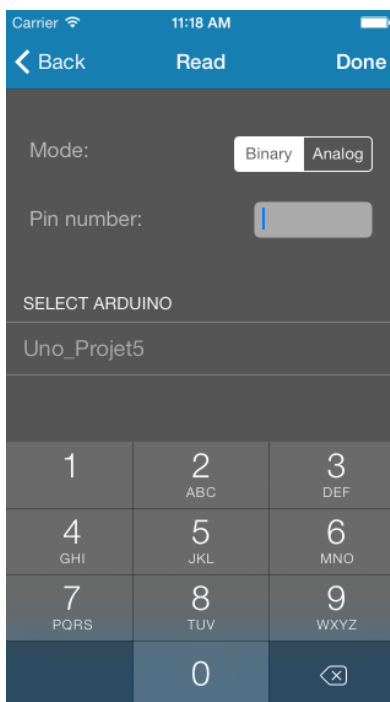 Carrier 11:18 AM
Back Read Done
Mode: Binary Analog
Pin number:
SELECT ARDUINO
Uno_Projet5
1 2 3
ABC DEF
4 5 6
GHI JKL MNO
7 8 9
PQRS TUV WXYZ
0